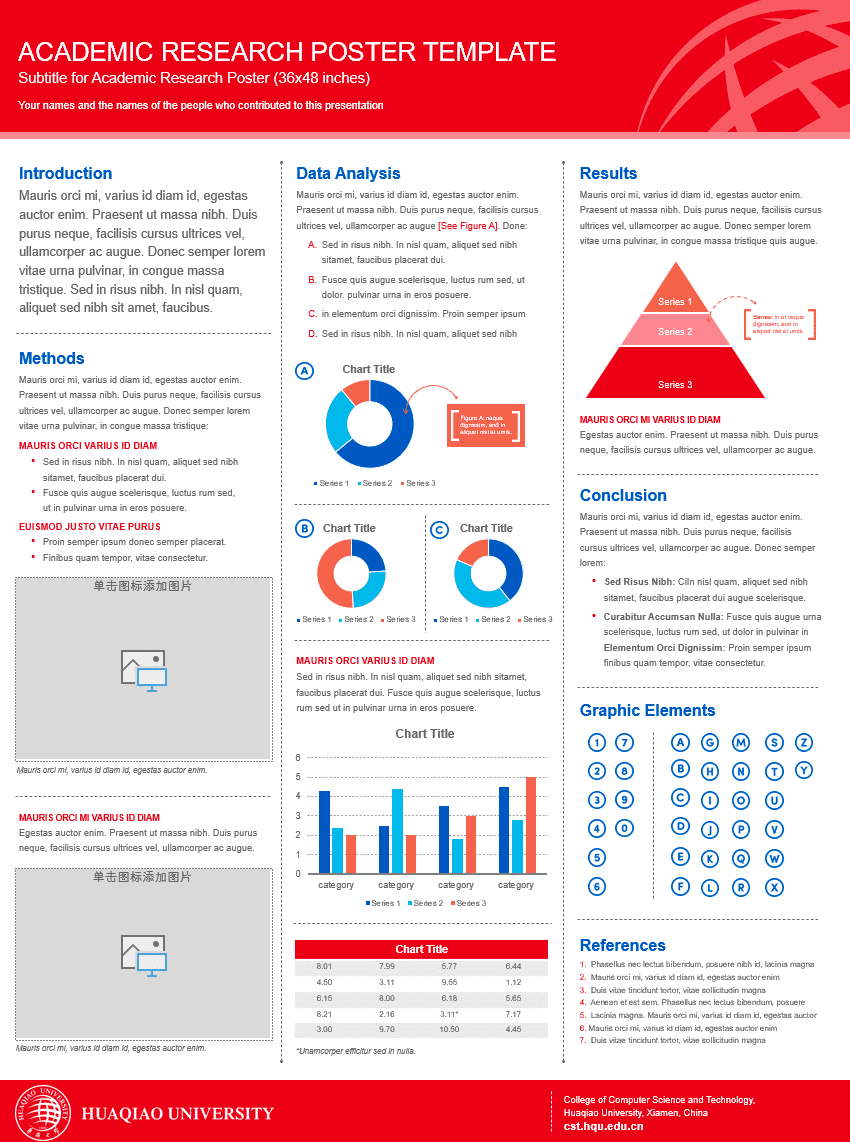 ACADEMIC RESEARCH POSTER TEMPLATE
Subtitle for Academic Research Poster (36x48 inches)
Your names and the names of the people who contributed to this presentation
Introduction
Mauris orci mi, varius id diam id, egestas
auctor enim. Praesent ut massa nibh. Duis
purus neque, facilisis cursus ultrices vel,
ullamcorper ac augue. Donec semper lorem
vitae urna pulvinar, in congue massa
tristique. Sed in risus nibh. In nisl quam,
aliquet sed nibh sit amet, faucibus.
Methods
Mauris orci mi, varius id diam id, egestas auctor enim.
Praesent ut massa nibh. Duis purus neque, facilisis cursus
ultrices vel, ullamcorper ac augue. Donec semper lorem
vitae urna pulvinar, in congue massa tristique:
MAURIS ORCI VARIUS ID DIAM
• Sed in risus nibh. In nisl quam, aliquet sed nibh
sitamet, faucibus placerat dui.
• Fusce quis augue scelerisque, luctus rum sed,
ut in pulvinar urna in eros posuere.
EUISMOD JUSTO VITAE PURUS
• Proin semper ipsum donec semper placerat.
• Finibus quam tempor, vitae consectetur.
单击图标添加图片
Mauris orci mi, varius id diam id, egestas auctor enim.
MAURIS ORCI MI VARIUS ID DIAM
Egestas auctor enim. Praesent ut massa nibh. Duis purus
neque, facilisis cursus ultrices vel, ullamcorper ac augue.
单击图标添加图片
Mauris orci mi, varius id diam id, egestas auctor enim.
Data Analysis
Mauris orci mi, varius id diam id, egestas auctor enim.
Praesent ut massa nibh. Duis purus neque, facilisis cursus
ultrices vel, ullamcorper ac augue [See Figure A]. Done:
A. Sed in risus nibh. In nisl quam, aliquet sed nibh
sitamet, faucibus placerat dui.
B. Fusce quis augue scelerisque, luctus rum sed, ut
dolor. pulvinar urna in eros posuere.
C. in elementum orci dignissim. Proin semper ipsum
D. Sed in risus nibh. In nisl quam, aliquet sed nibh
A Chart Title
Figure A: neque
dignissim, and in
aliquet nisl el umis.
Series 1 Series 2 Series 3
B Chart Title
Series 1 Series 2 Series 3
C Chart Title
Series 1 Series 2 Series 3
MAURIS ORCI VARIUS ID DIAM
Sed in risus nibh. In nisl quam, aliquet sed nibh sitamet,
faucibus placerat dui. Fusce quis augue scelerisque, luctus
rum sed ut in pulvinar urna in eros posuere.
Chart Title
6
5
4
3
2
1
0
category category category category
Series 1 Series 2 Series 3
Chart Title
8.01 7.99 5.77 6.44
4.50 3.11 9.55 1.12
6.15 8.00 6.18 5.65
8.21 2.16 3.11* 7.17
3.00 9.70 10.50 4.45
*Unamcorper efficitur sed in nulla.
Results
Mauris orci mi, varius id diam id, egestas auctor enim.
Praesent ut massa nibh. Duis purus neque, facilisis cursus
ultrices vel, ullamcorper ac augue. Donec semper lorem
vitae urna pulvinar, in congue massa tristique quis augue.
Series 1
Series 2
Series 3
Series: in el neque
dignissim, and in
aliquet nisl el umis.
MAURIS ORCI MI VARIUS ID DIAM
Egestas auctor enim. Praesent ut massa nibh. Duis purus
neque, facilisis cursus ultrices vel, ullamcorper ac augue.
Conclusion
Mauris orci mi, varius id diam id, egestas auctor enim.
Praesent ut massa nibh. Duis purus neque, facilisis
cursus ultrices vel, ullamcorper ac augue. Donec semper
lorem:
• Sed Risus Nibh: CiIn nisl quam, aliquet sed nibh
sitamet, faucibus placerat dui augue scelerisque.
• Curabitur Accumsan Nulla: Fusce quis augue urna
scelerisque, luctus rum sed, ut dolor in pulvinar in
Elementum Orci Dignissim: Proin semper ipsum
finibus quam tempor, vitae consectetur.
Graphic Elements
1 7 A G M S Z
2 8 B H N T Y
3 9 C I O U
4 0 D J P V
5 E K Q W
6 F L R X
References
1. Phasellus nec lectus bibendum, posuere nibh id, lacinia magna
2. Mauris orci mi, varius id diam id, egestas auctor enim
3. Duis vitae tincidunt tortor, vitae sollicitudin magna
4. Aenean et est sem. Phasellus nec lectus bibendum, posuere
5. Lacinia magna. Mauris orci mi, varius id diam id, egestas auctor
6. Mauris orci mi, varius id diam id, egestas auctor enim
7. Duis vitae tincidunt tortor, vitae sollicitudin magna
HUAQIAO UNIVERSITY
HUAQIAO UNIVERSITY
College of Computer Science and Technology,
Huaqiao University, Xiamen, China
cst.hqu.edu.cn